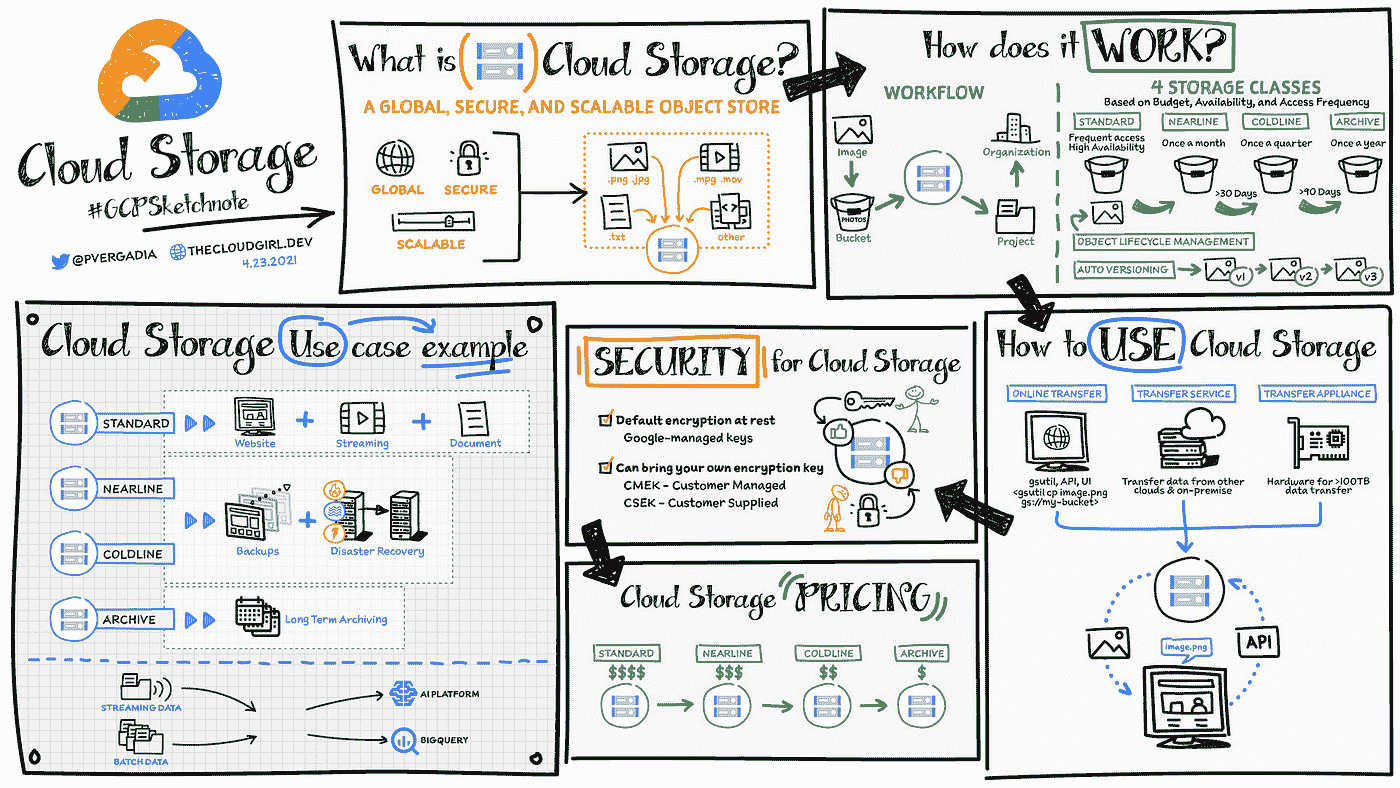 Cloud Storage
#GCPSketchnote
@PVERGADIA
THECLOUDGIRL.DEV
4.23.2021
What is Cloud Storage?
A GLOBAL, SECURE, AND SCALABLE OBJECT STORE
GLOBAL
SECURE
SCALABLE
.png .jpg
.mpg .mov
.txt
other
How does it WORK?
WORKFLOW
Image
Bucket
PHOTOS
Organization
Project
4 STORAGE CLASSES
Based on Budget, Availability, and Access Frequency
STANDARD
NEARLINE
COLDLINE
ARCHIVE
Frequent access
High Availability
Once a month
Once a quarter
Once a year
>30 Days
>90 Days
OBJECT LIFECYCLE MANAGEMENT
AUTO VERSIONING
v1
v2
v3
Cloud Storage Use case example
STANDARD
Website
Streaming
Document
NEARLINE
COLDLINE
Backups
Disaster Recovery
ARCHIVE
Long Term Archiving
STREAMING DATA
BATCH DATA
AI PLATFORM
BIGQUERY
SECURITY for Cloud Storage
Default encryption at rest
Google-managed keys
Can bring your own encryption key
CMEK - Customer Managed
CSEK - Customer Supplied
Cloud Storage PRICING
STANDARD
NEARLINE
COLDLINE
ARCHIVE
$$$$
$$$
$$
$
How to USE Cloud Storage
ONLINE TRANSFER
TRANSFER SERVICE
TRANSFER APPLIANCE
gsutil, API, UI
<gsutil cp image.png
gs://my-bucket>
Transfer data from other
clouds & on-premise
Hardware for >100TB
data transfer
image.png
API